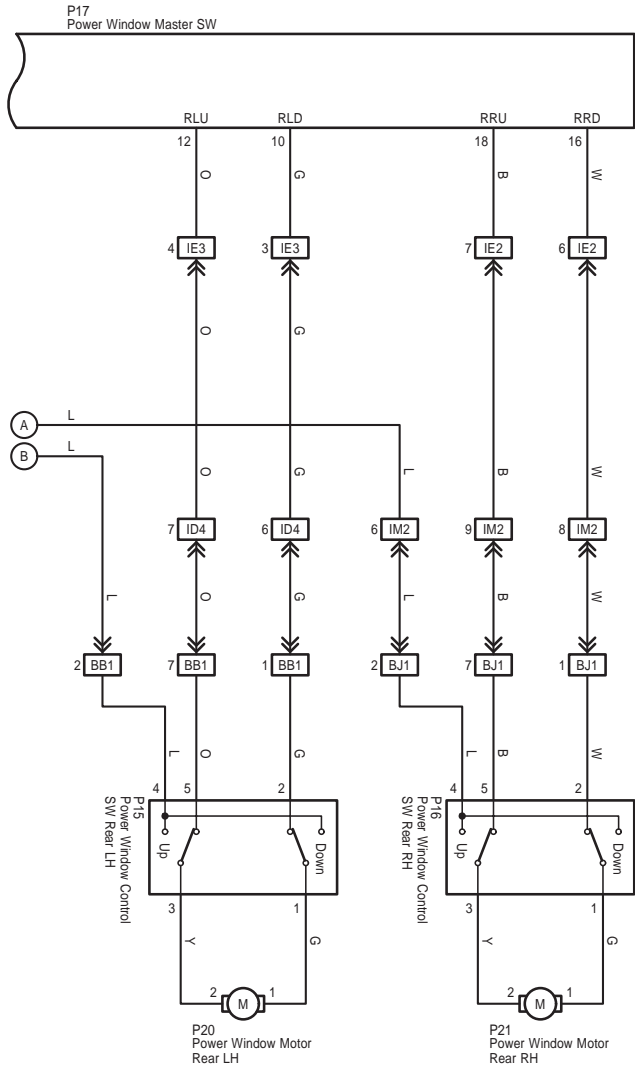 P17
Power Window Master SW
RLU RLD RRU RRD
12 10 18 16
O G B W
4 IE3 3 IE3 7 IE2 6 IE2
O G
A L
B L
O G L B W
7 ID4 6 ID4 6 IM2 9 IM2 8 IM2
L O G L B W
2 BB1 7 BB1 1 BB1 2 BJ1 7 BJ1 1 BJ1
L O G L B W
4 5 2 4 5 2
P15
Power Window Control
SW Rear LH
Up Down
P16
Power Window Control
SW Rear RH
Up Down
3 1 3 1
Y G Y G
2 M 1 2 M 1
P20
Power Window Motor
Rear LH
P21
Power Window Motor
Rear RH